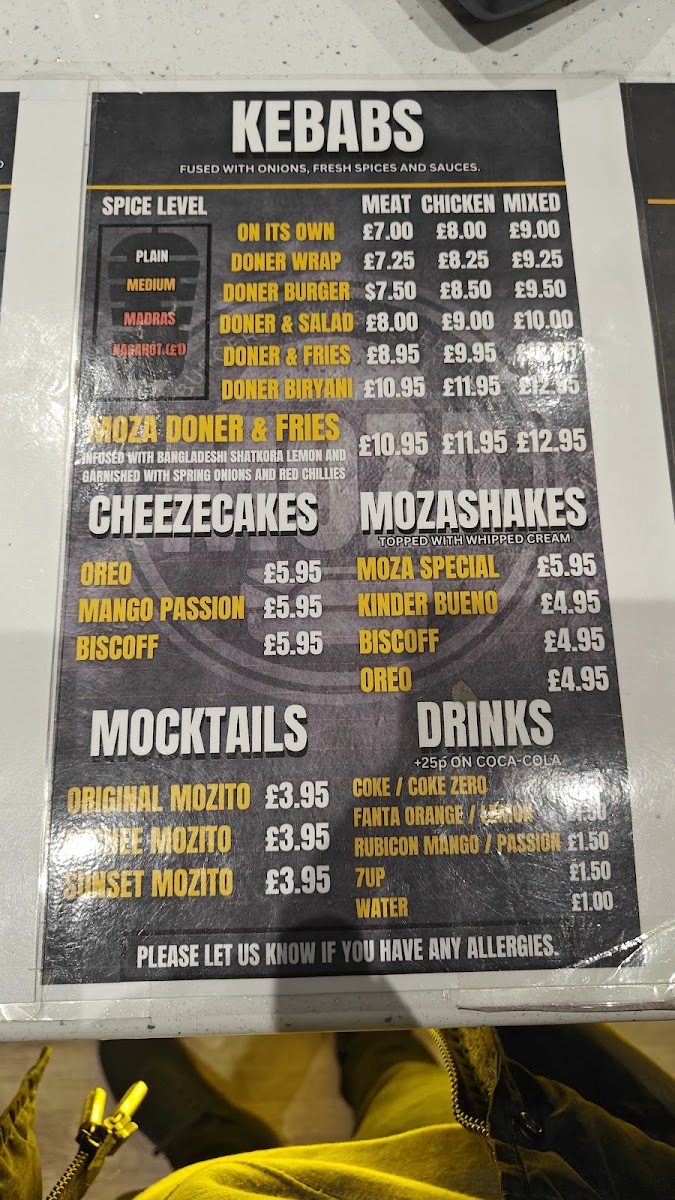 KEBABS
FUSED WITH ONIONS, FRESH SPICES AND SAUCES.
SPICE LEVEL MEAT CHICKEN MIXED
PLAIN
MEDIUM
MADRAS
NAGAHOT (£1)
ON ITS OWN £7.00 £8.00 £9.00
DONER WRAP £7.25 £8.25 £9.25
DONER BURGER $7.50 £8.50 £9.50
DONER & SALAD £8.00 £9.00 £10.00
DONER & FRIES £8.95 £9.95
DONER BIRYANI £10.95 £11.95 £12.95
MOZA DONER & FRIES £10.95 £11.95 £12.95
INFUSED WITH BANGLADESHI SHATKORA LEMON AND
GARNISHED WITH SPRING ONIONS AND RED CHILLIES
CHEEZECAKES
OREO £5.95
MANGO PASSION £5.95
BISCOFF £5.95
MOZASHAKES
TOPPED WITH WHIPPED CREAM
MOZA SPECIAL £5.95
KINDER BUENO £4.95
BISCOFF £4.95
OREO £4.95
MOCKTAILS
ORIGINAL MOZITO £3.95
MOZITO £3.95
SUNSET MOZITO £3.95
DRINKS
+25p ON COCA-COLA
COKE / COKE ZERO
FANTA ORANGE / LEMON
RUBICON MANGO / PASSION £1.50
7UP £1.50
WATER £1.00
PLEASE LET US KNOW IF YOU HAVE ANY ALLERGIES.